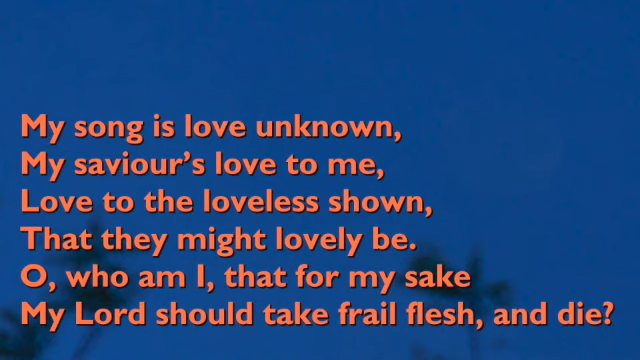 My song is love unknown,
My saviour’s love to me,
Love to the loveless shown,
That they might lovely be.
O, who am I, that for my sake
My Lord should take frail flesh, and die?